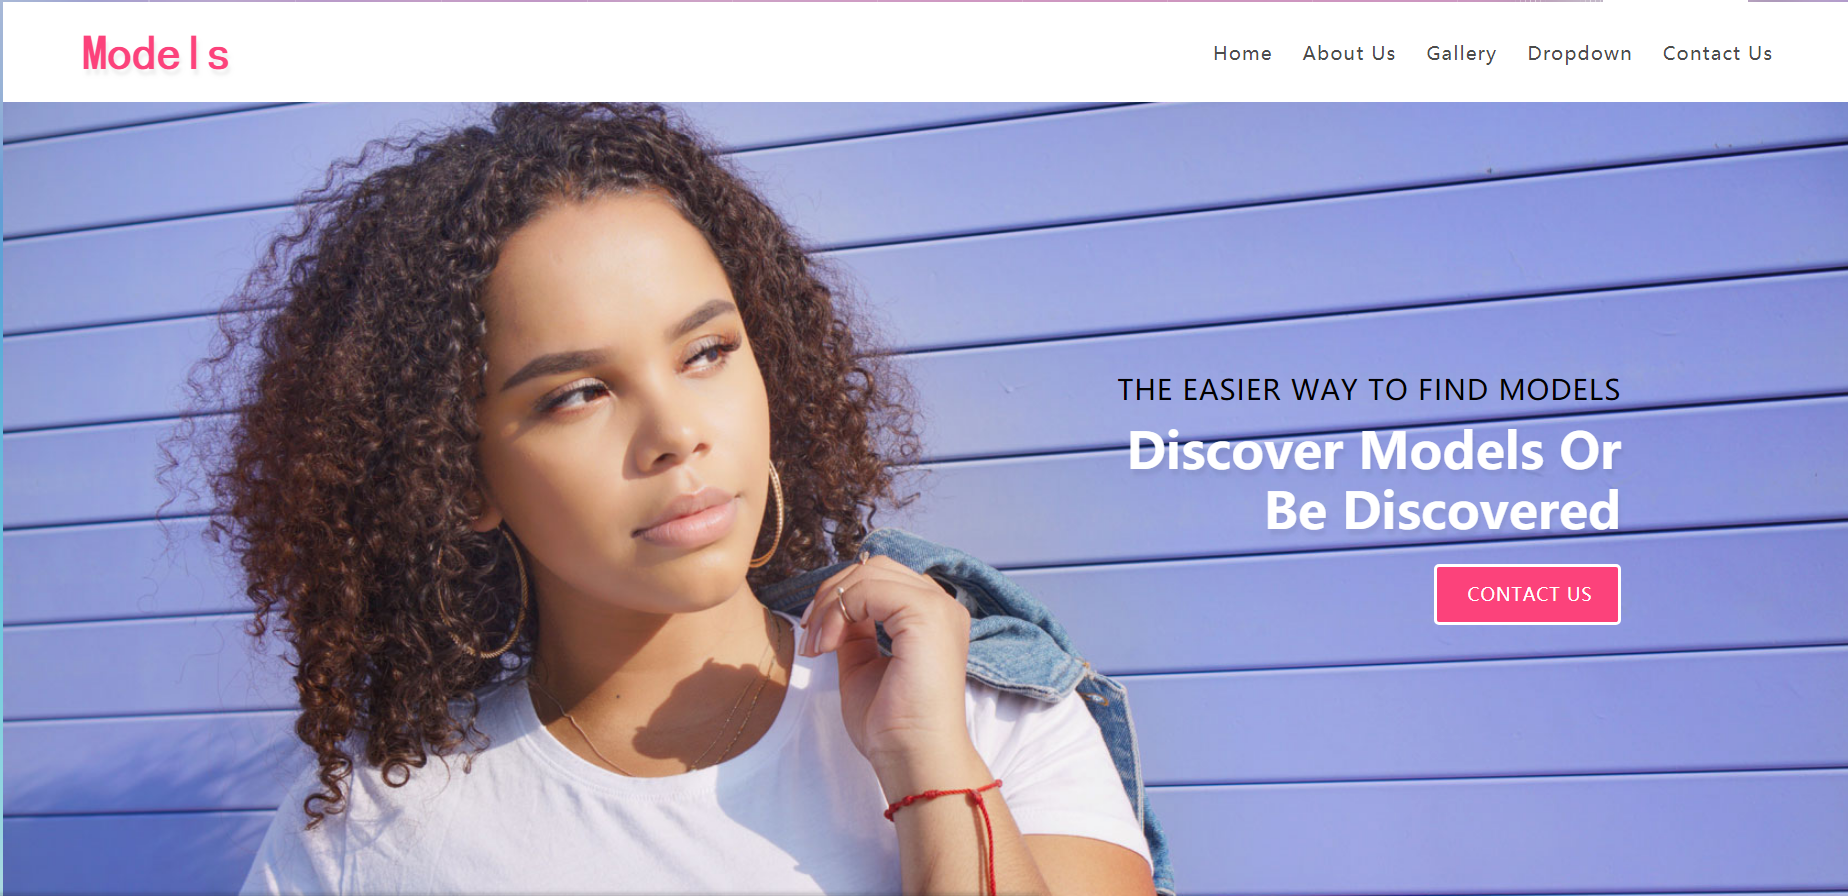 Models
Home About Us Gallery Dropdown Contact Us
THE EASIER WAY TO FIND MODELS
Discover Models Or
Be Discovered
CONTACT US